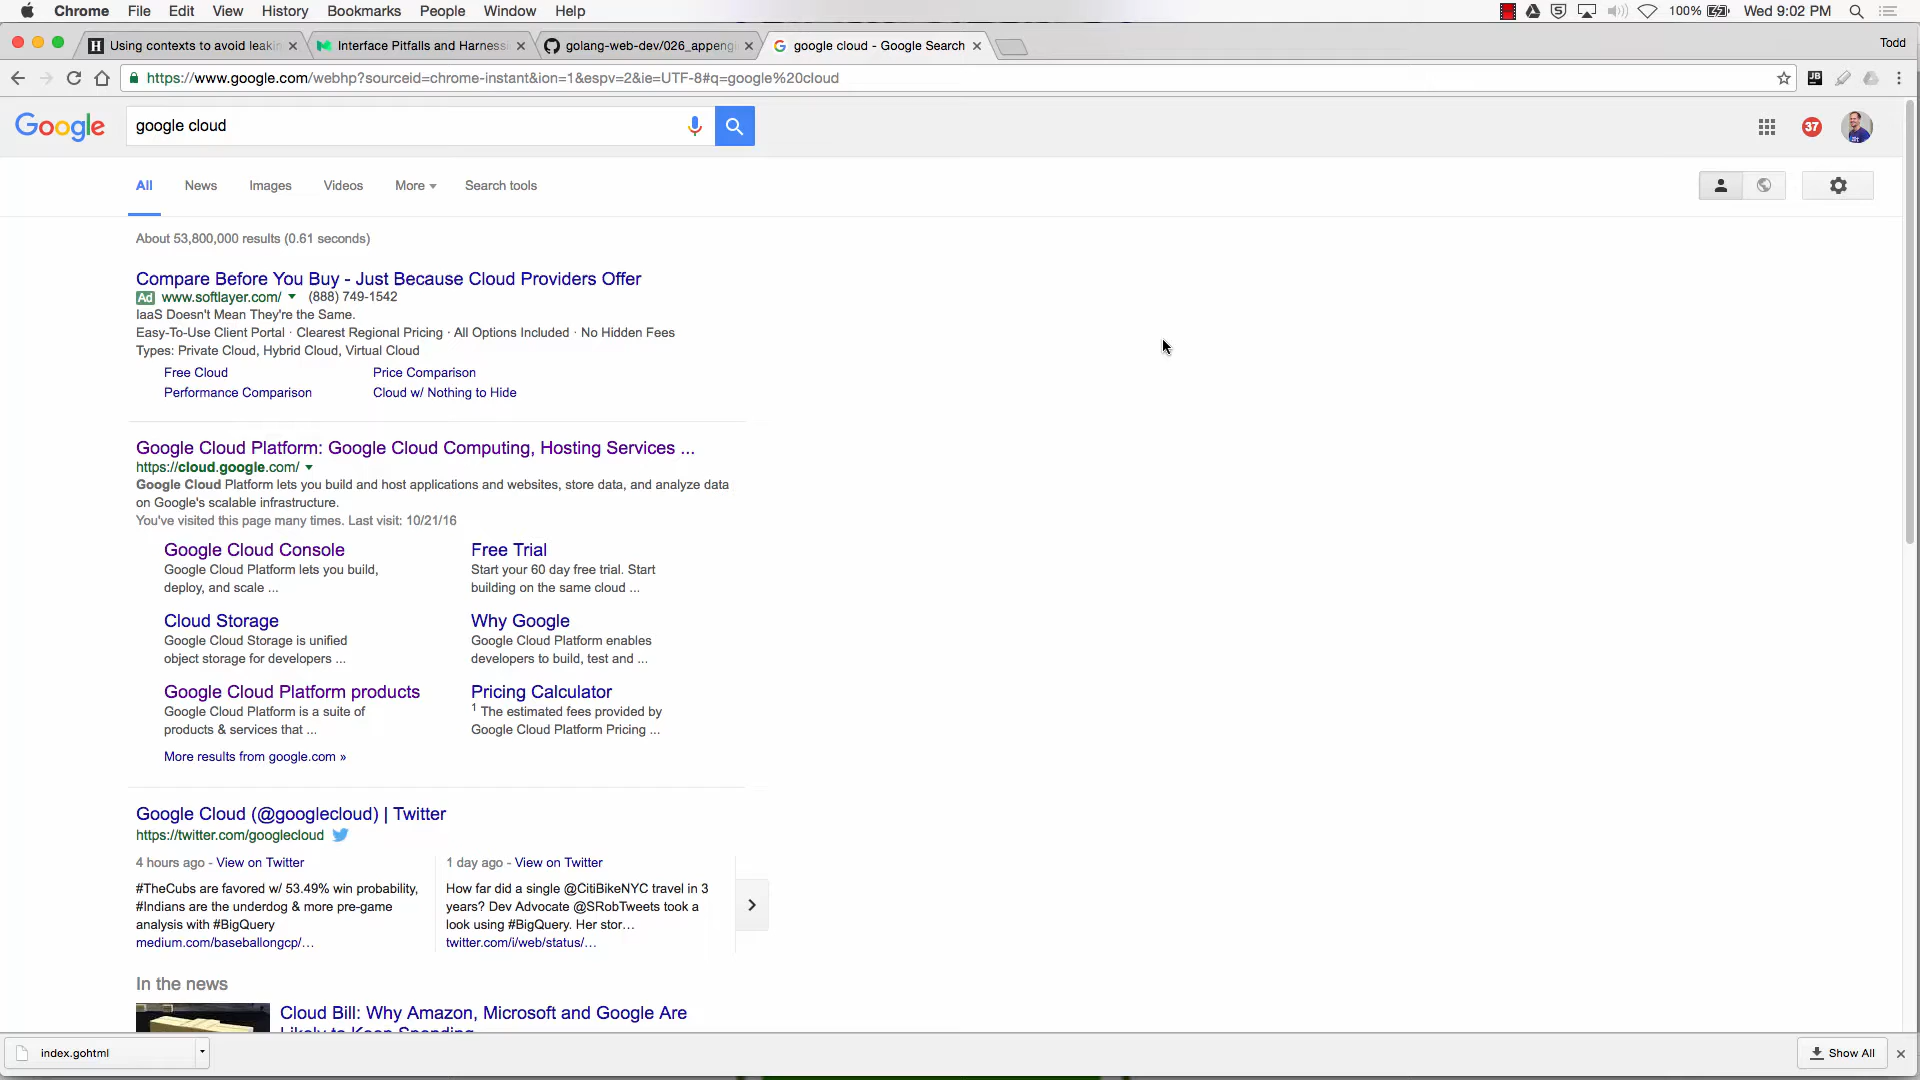 Chrome File Edit View History Bookmarks People Window Help
100% Wed 9:02 PM
Using contexts to avoid leakin
Interface Pitfalls and Harness
golang-web-dev/026_appengi
google cloud - Google Search
Todd
https://www.google.com/webhp?sourceid=chrome-instant&ion=1&espv=2&ie=UTF-8#q=google%20cloud
JB
Google
google cloud
37
All News Images Videos More Search tools
About 53,800,000 results (0.61 seconds)
Compare Before You Buy - Just Because Cloud Providers Offer
Ad www.softlayer.com/ (888) 749-1542
IaaS Doesn't Mean They're the Same.
Easy-To-Use Client Portal · Clearest Regional Pricing · All Options Included · No Hidden Fees
Types: Private Cloud, Hybrid Cloud, Virtual Cloud
Free Cloud Price Comparison
Performance Comparison Cloud w/ Nothing to Hide
Google Cloud Platform: Google Cloud Computing, Hosting Services ...
https://cloud.google.com/
Google Cloud Platform lets you build and host applications and websites, store data, and analyze data
on Google's scalable infrastructure.
You've visited this page many times. Last visit: 10/21/16
Google Cloud Console
Google Cloud Platform lets you build,
deploy, and scale ...
Free Trial
Start your 60 day free trial. Start
building on the same cloud ...
Cloud Storage
Google Cloud Storage is unified
object storage for developers ...
Why Google
Google Cloud Platform enables
developers to build, test and ...
Google Cloud Platform products
Google Cloud Platform is a suite of
products & services that ...
Pricing Calculator
1 The estimated fees provided by
Google Cloud Platform Pricing ...
More results from google.com »
Google Cloud (@googlecloud) | Twitter
https://twitter.com/googlecloud
4 hours ago - View on Twitter
#TheCubs are favored w/ 53.49% win probability,
#Indians are the underdog & more pre-game
analysis with #BigQuery
medium.com/baseballongcp/…
1 day ago - View on Twitter
How far did a single @CitiBikeNYC travel in 3
years? Dev Advocate @SRobTweets took a
look using #BigQuery. Her stor…
twitter.com/i/web/status/…
In the news
Cloud Bill: Why Amazon, Microsoft and Google Are
Likely to Keep Spending
index.gohtml
Show All